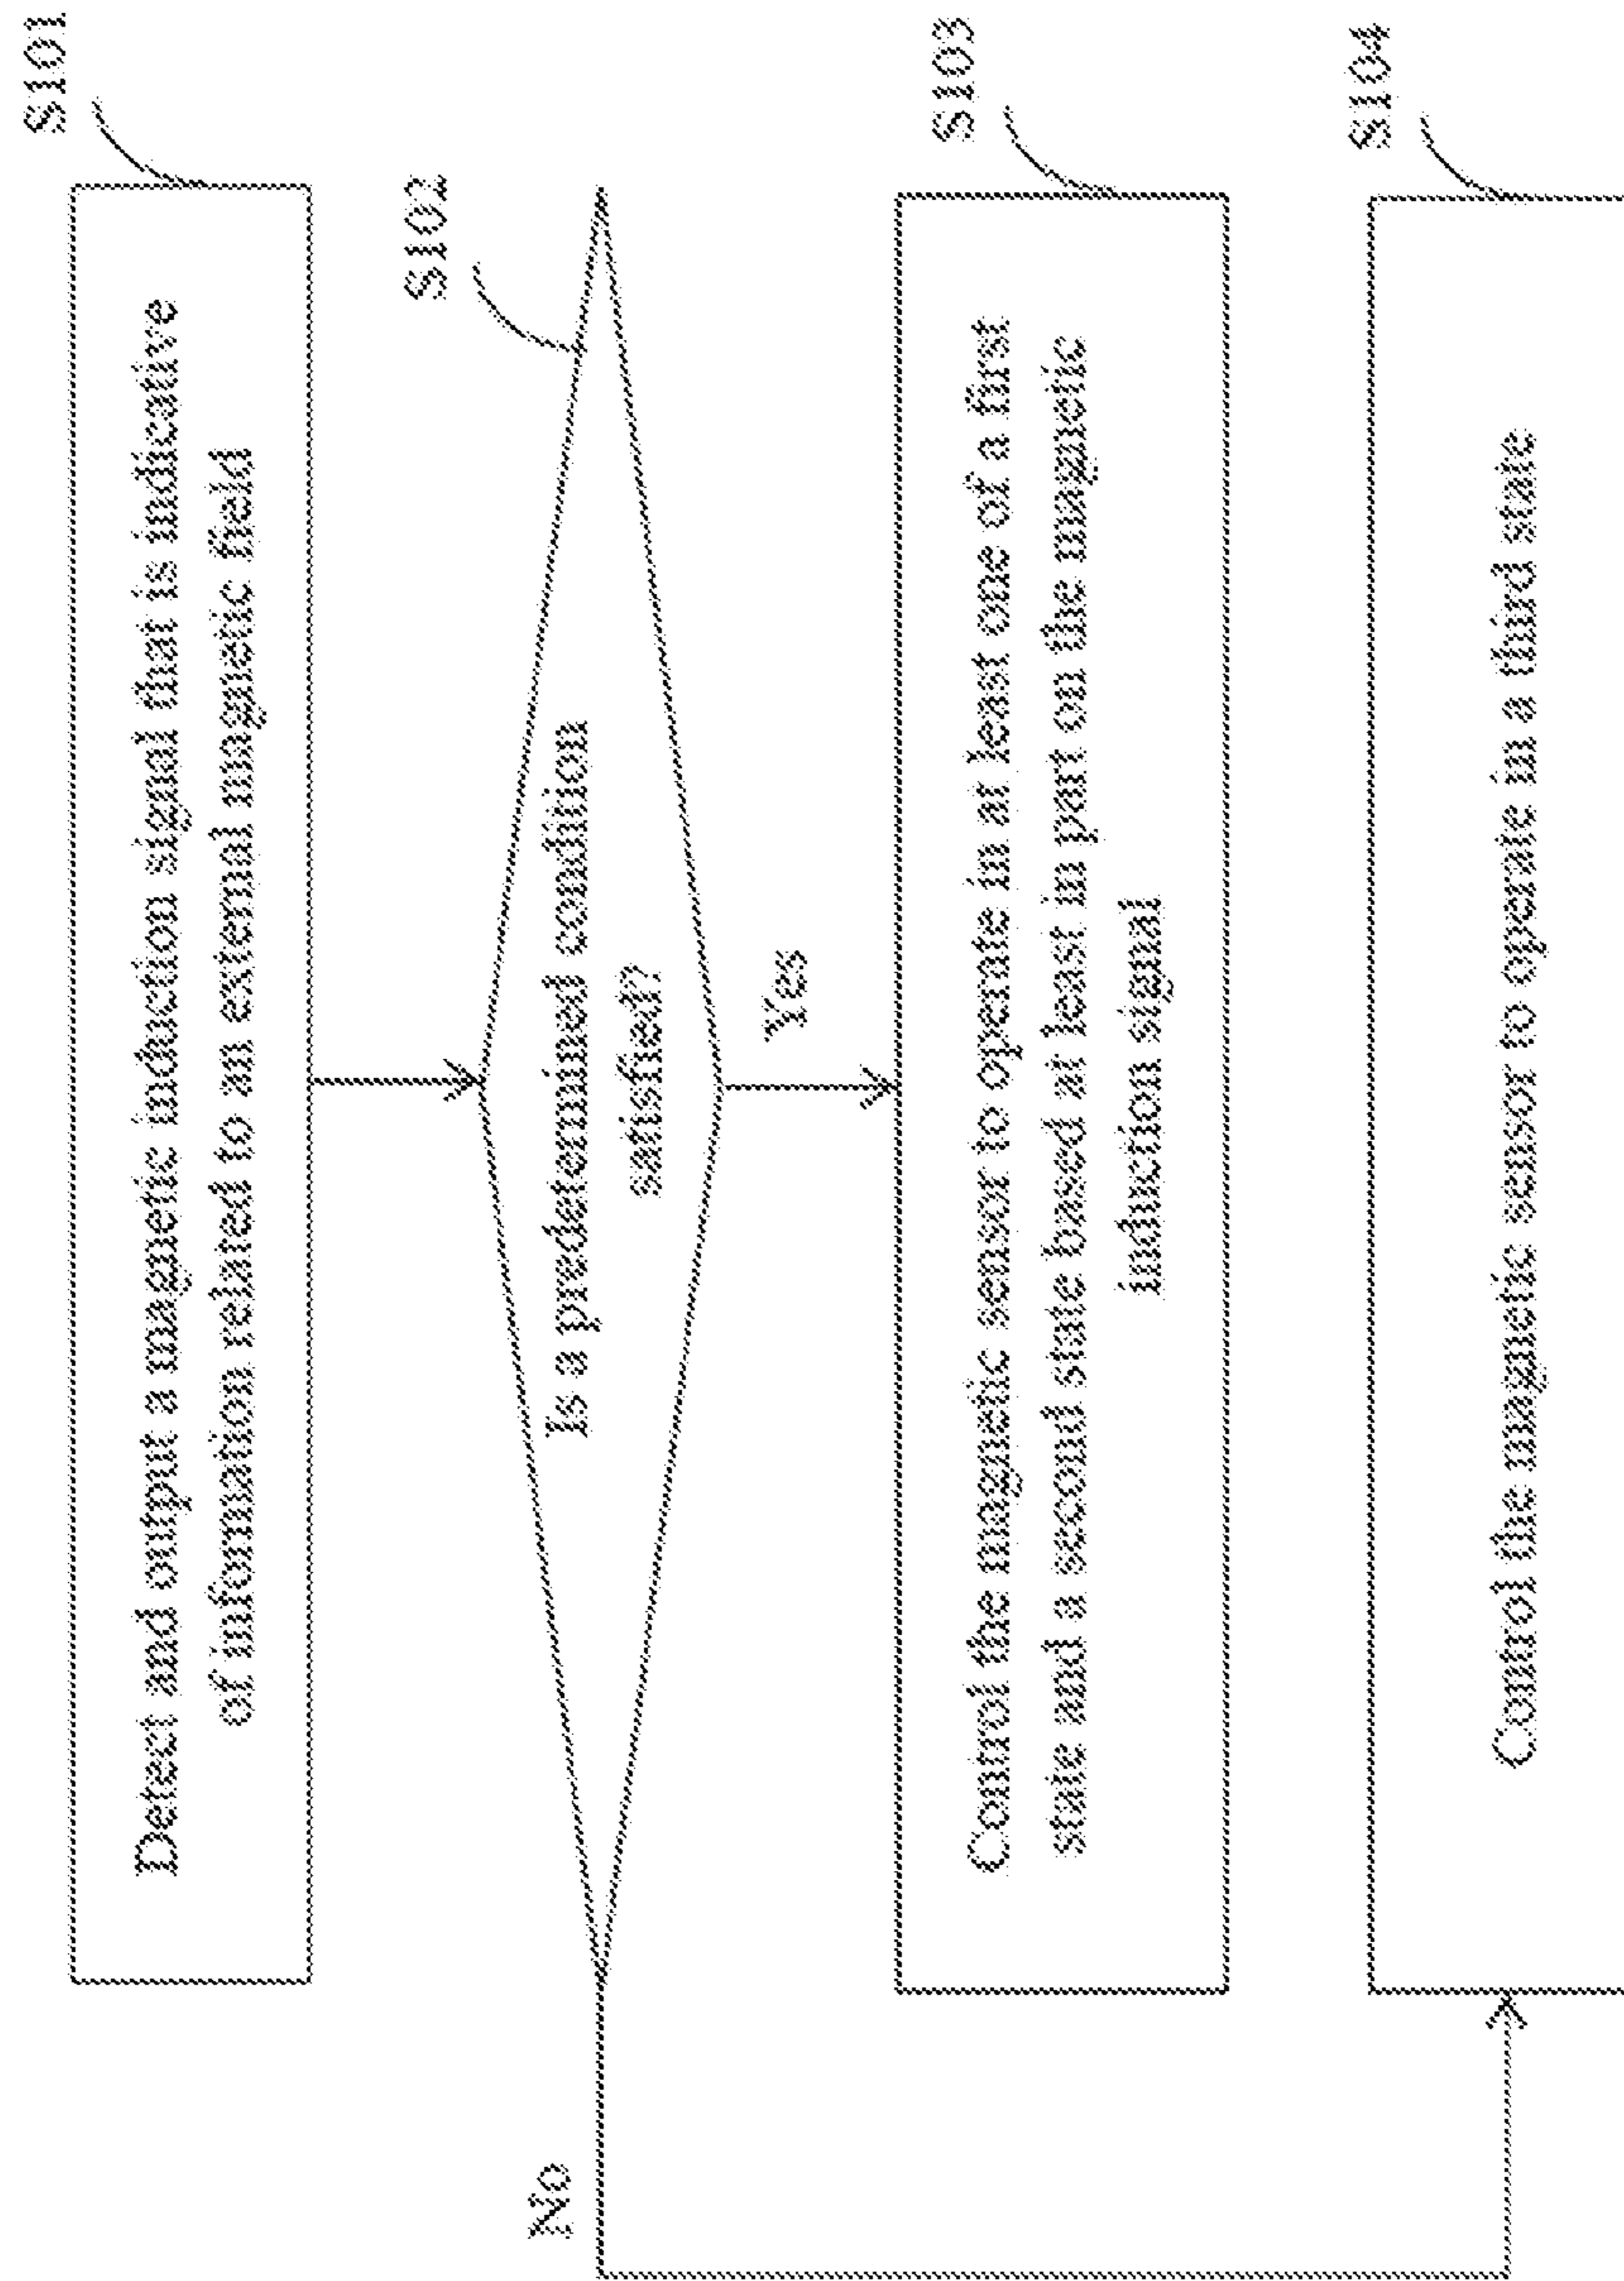 S101
Detect and output a magnetic induction signal that is indicative
of information related to an external magnetic field
S102
Is a predetermined condition
satisfied?
No
Yes
S103
Control the magnetic sensor to operate in at least one of a first
state and a second state based at least in part on the magnetic
induction signal
S104
Control the magnetic sensor to operate in a third state